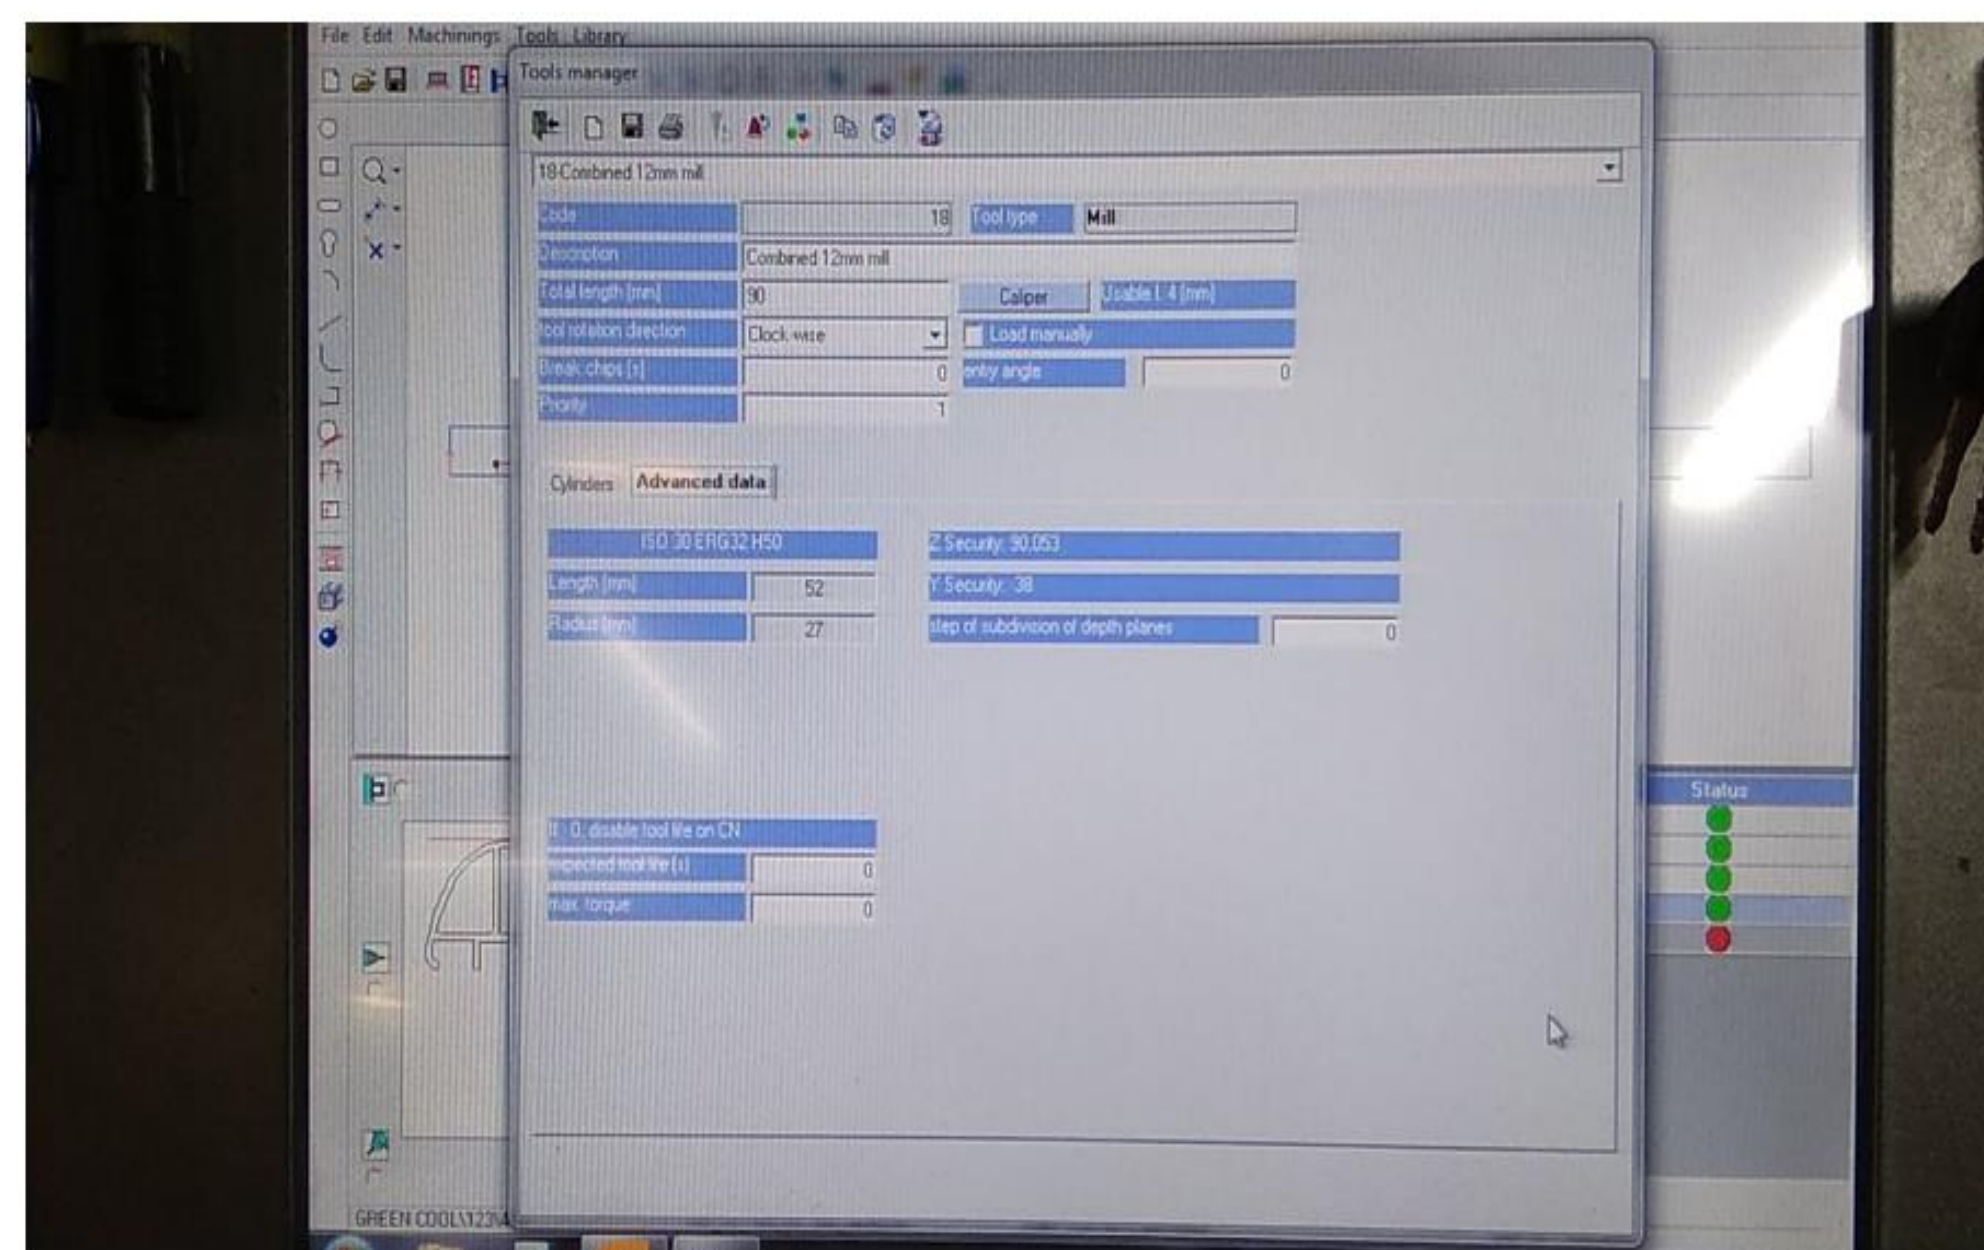 File Edit Machinings Tools Library
Tools manager
18-Combined 12mm mill
Code 18 Tool type Mill
Description Combined 12mm mill
Total length [mm] 90 Caliper Usable l. 4 [mm]
tool rotation direction Clock wise Load manually
Break chips [s] 0 entry angle 0
Priority 1
Cylinders Advanced data
ISO 30 ERG32 H50 Z Security: 90.053
Length [mm] 52 Y Security: -38
Radius [mm] 27 step of subdivision of depth planes 0
Status
If 0, disable tool life on CN
expected tool life [s] 0
max. torque 0
GREEN COOL\123\4